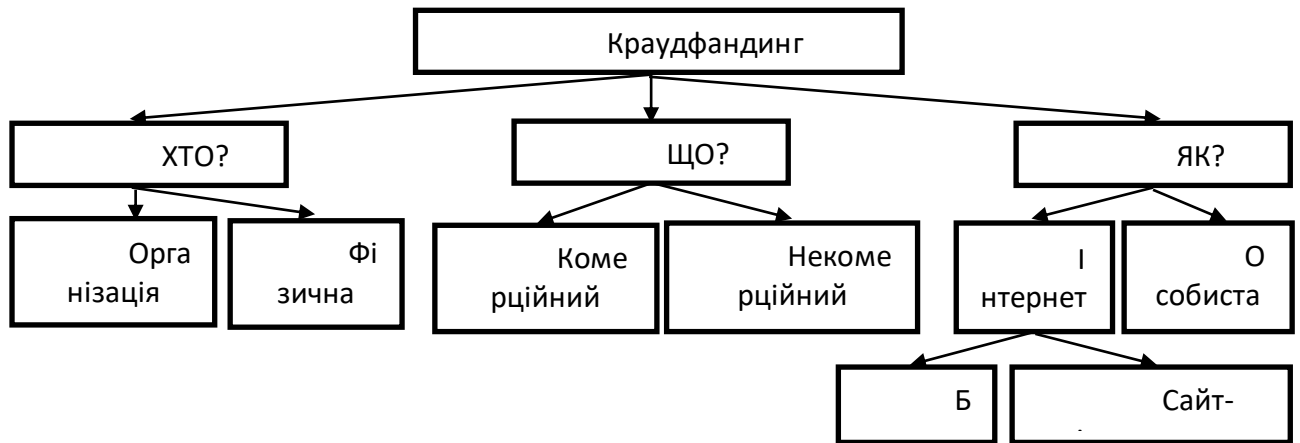 Краудфандинг
ХТО?
ЩО?
ЯК?
Орга
нізація
Фі
зична
Коме
рційний
Некоме
рційний
І
нтернет
О
собиста
Б
Сайт-